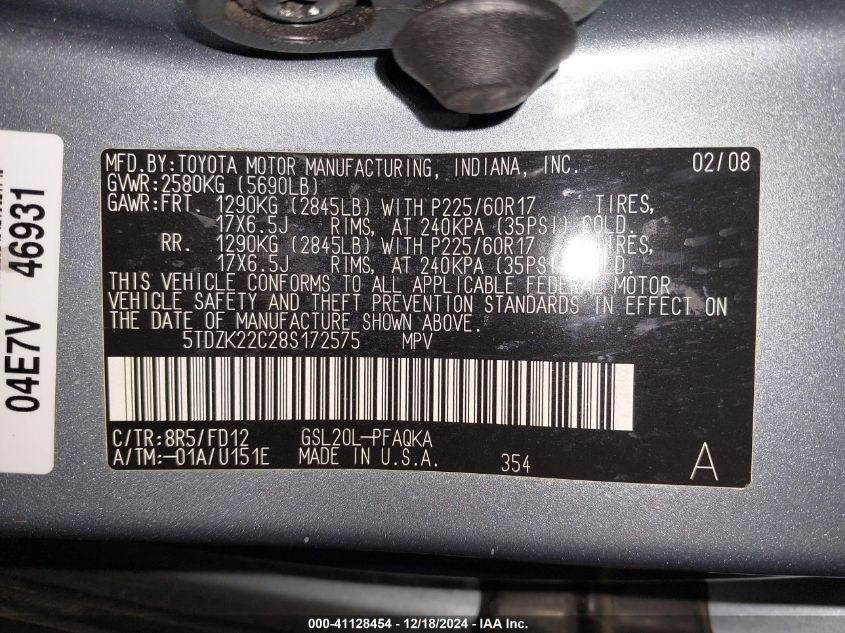 MFD.BY:TOYOTA MOTOR MANUFACTURING, INDIANA, INC. 02/08
GVWR:2580KG (5690LB)
GAWR:FRT. 1290KG (2845LB) WITH P225/60R17 TIRES,
17X6.5J RIMS, AT 240KPA (35PSI) COLD.
RR. 1290KG (2845LB) WITH P225/60R17 TIRES,
17X6.5J RIMS, AT 240KPA (35PSI) COLD.
THIS VEHICLE CONFORMS TO ALL APPLICABLE FEDERAL MOTOR
VEHICLE SAFETY AND THEFT PREVENTION STANDARDS IN EFFECT ON
THE DATE OF MANUFACTURE SHOWN ABOVE.
5TDZK22C28S172575 MPV
C/TR:8R5/FD12 GSL20L-PFAQKA
A/TM:-01A/U151E MADE IN U.S.A. 354 A
04E7V 46931
000-41128454 - 12/18/2024 - IAA Inc.